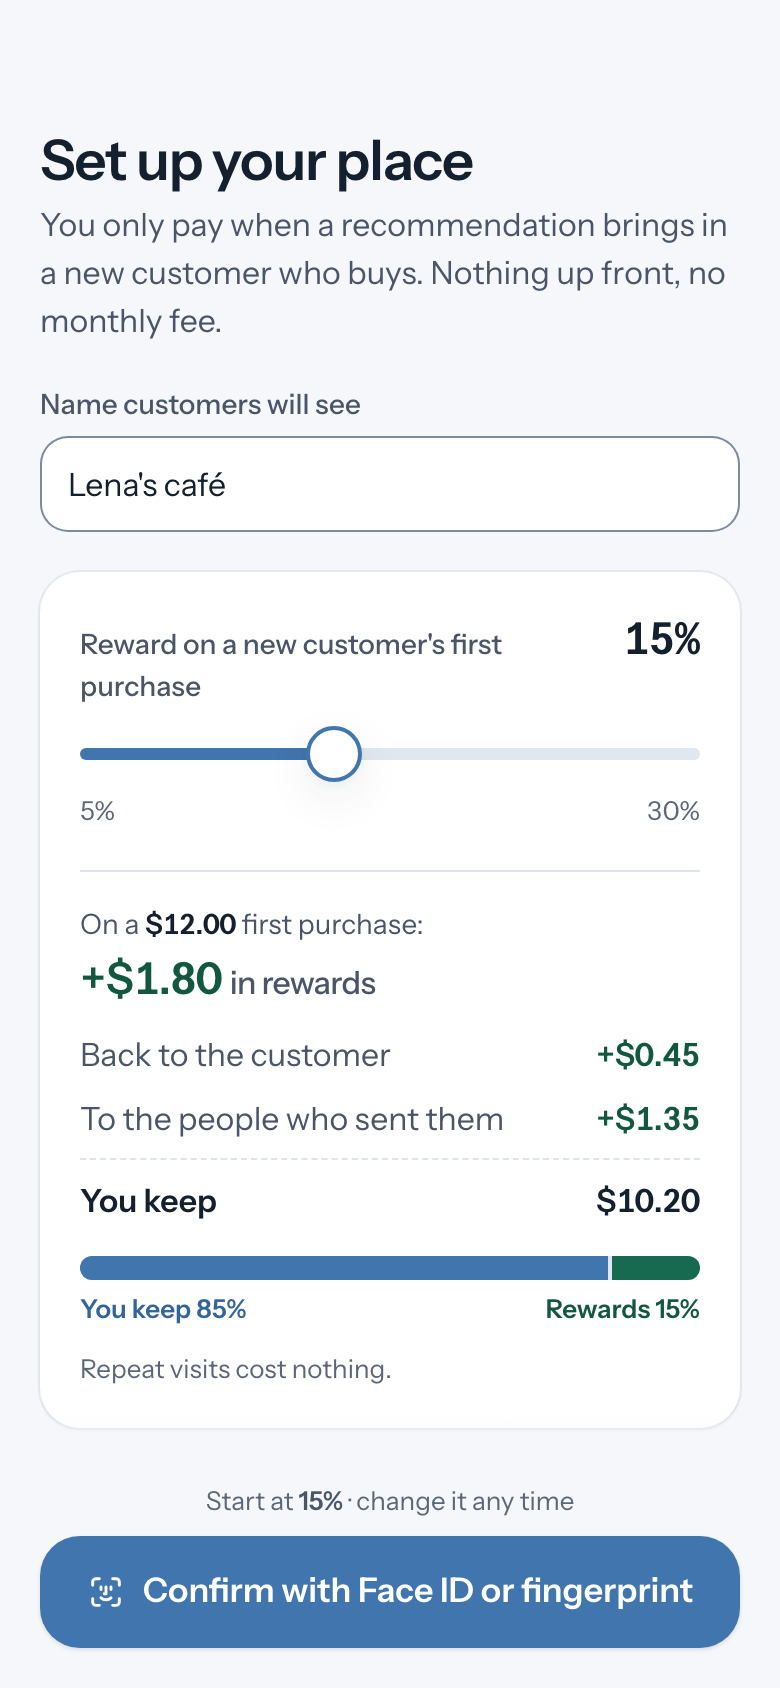 Set up your place
You only pay when a recommendation brings in
a new customer who buys. Nothing up front, no
monthly fee.
Name customers will see
Lena's café
Reward on a new customer's first
purchase
15%
5%
30%
On a $12.00 first purchase:
+$1.80 in rewards
Back to the customer +$0.45
To the people who sent them +$1.35
You keep $10.20
You keep 85% Rewards 15%
Repeat visits cost nothing.
Start at 15% · change it any time
Confirm with Face ID or fingerprint